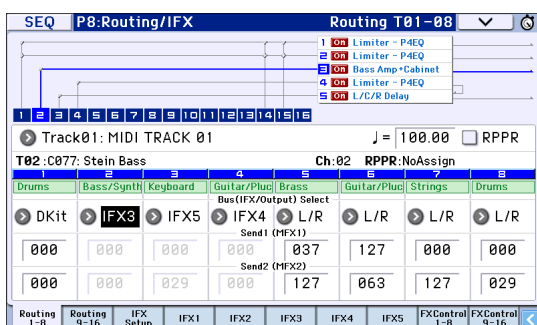 SEQ P8:Routing/IFX Routing T01-08
1 On Limiter - P4EQ
2 On Limiter - P4EQ
3 On Bass Amp+Cabinet
4 On Limiter - P4EQ
5 On L/C/R Delay
1 2 3 4 5 6 7 8 9 10 11 12 13 14 15 16
Track01: MIDI TRACK 01 ♩= 100.00 RPPR
T02:C077: Stein Bass Ch:02 RPPR:NoAssign
1 2 3 4 5 6 7 8
Drums Bass/Synth Keyboard Guitar/Pluc Brass Guitar/Pluc Strings Drums
Bus(IFX/Output) Select
DKit IFX3 IFX5 IFX4 L/R L/R L/R L/R
Send1 (MFX1)
000 000 000 000 037 127 000 000
Send2 (MFX2)
000 000 029 000 127 063 127 029
Routing 1-8 Routing 9-16 IFX Setup IFX1 IFX2 IFX3 IFX4 IFX5 FXControl 1-8 FXControl 9-16